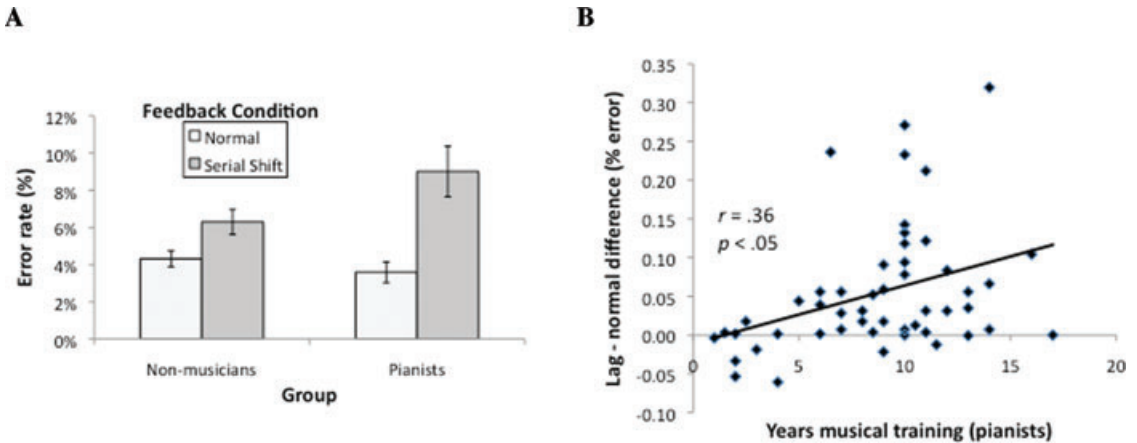 A
Feedback Condition
Normal
Serial Shift
12%
10%
8%
6%
4%
2%
0%
Error rate (%)
Non-musicians
Pianists
Group
B
0.35
0.30
0.25
0.20
0.15
0.10
0.05
0.00
-0.05
-0.10
Lag - normal difference (% error)
r = .36
p < .05
0
5
10
15
20
Years musical training (pianists)